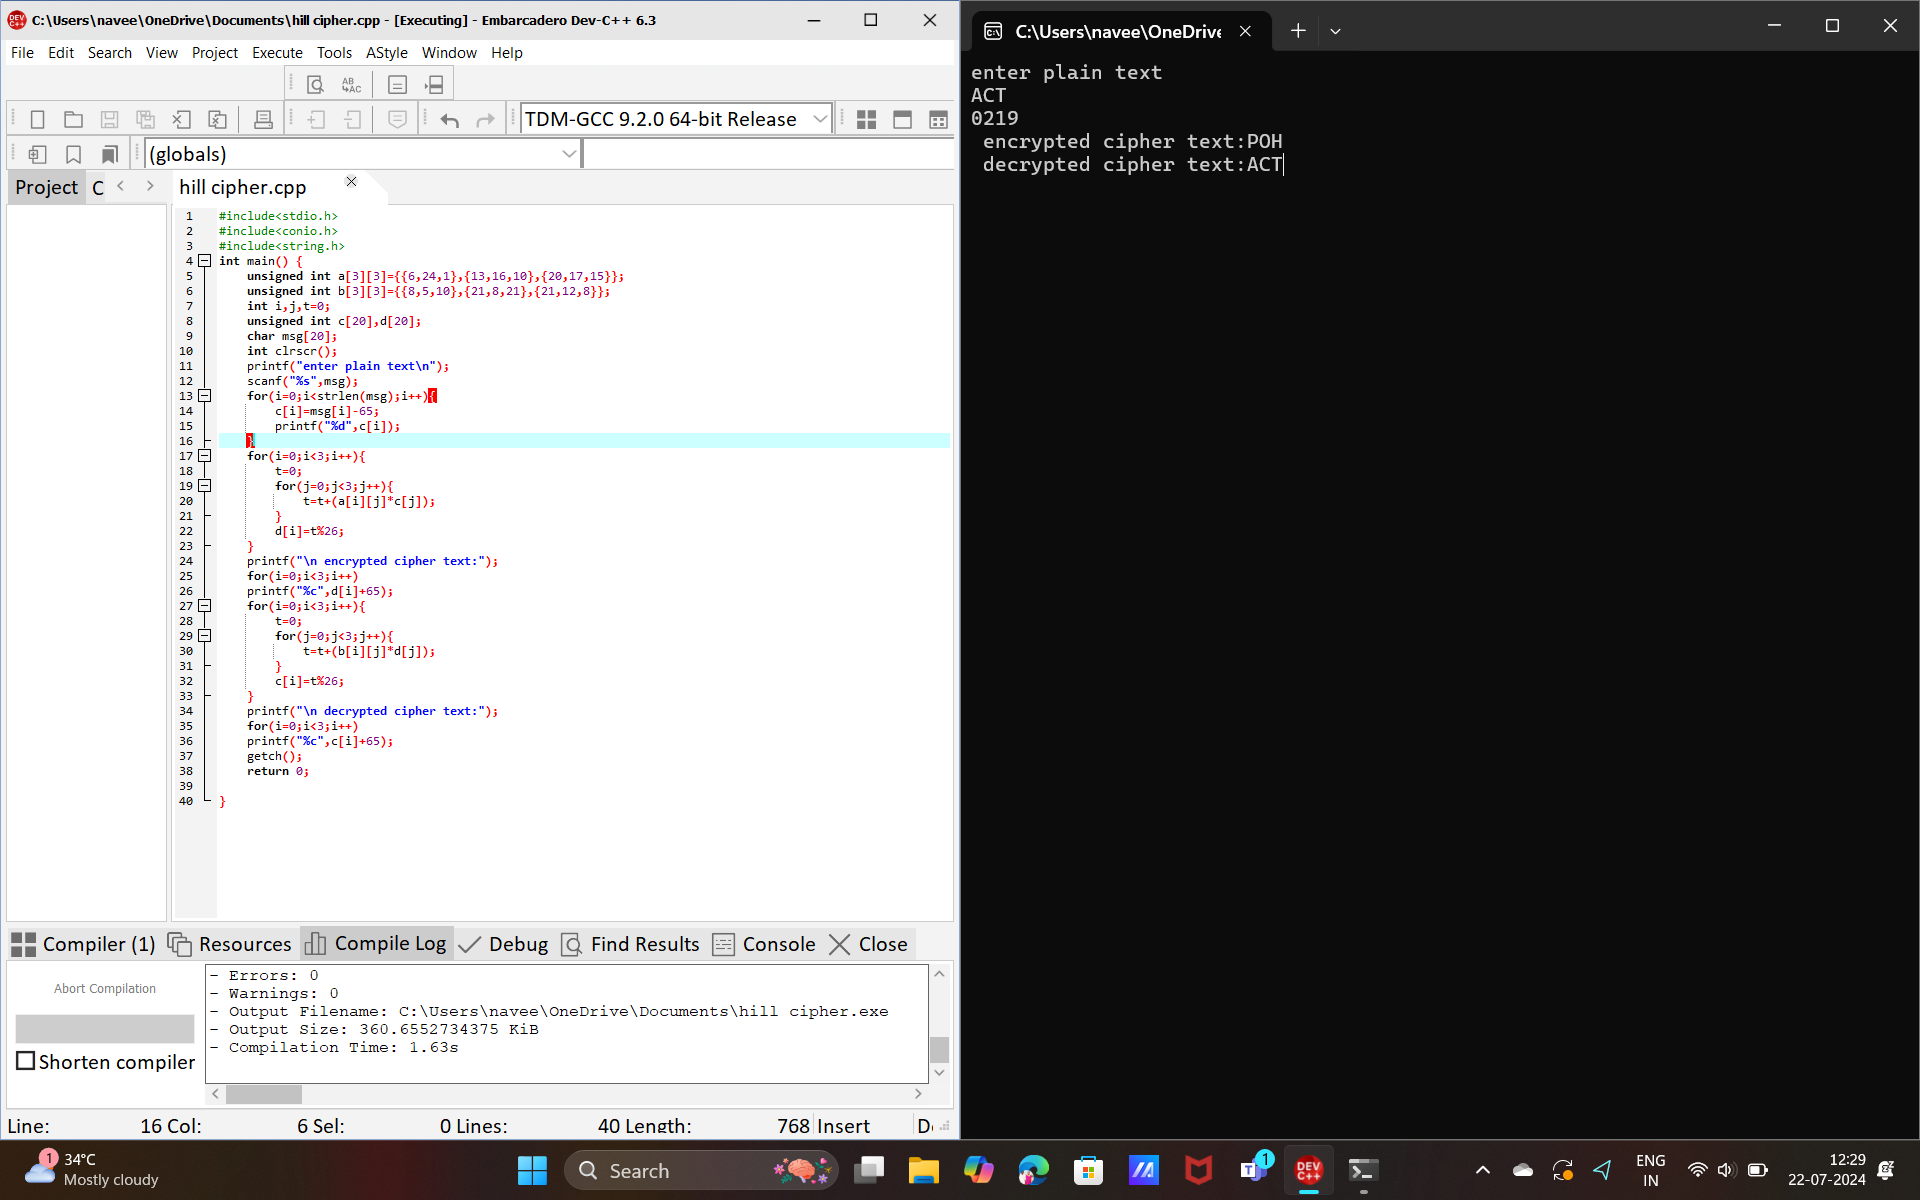 C:\Users\navee\OneDrive\Documents\hill cipher.cpp - [Executing] - Embarcadero Dev-C++ 6.3
File Edit Search View Project Execute Tools AStyle Window Help
TDM-GCC 9.2.0 64-bit Release
(globals)
Project C hill cipher.cpp
1 #include<stdio.h>
2 #include<conio.h>
3 #include<string.h>
4 int main() {
5 unsigned int a[3][3]={{6,24,1},{13,16,10},{20,17,15}};
6 unsigned int b[3][3]={{8,5,10},{21,8,21},{21,12,8}};
7 int i,j,t=0;
8 unsigned int c[20],d[20];
9 char msg[20];
10 int clrscr();
11 printf("enter plain text\n");
12 scanf("%s",msg);
13 for(i=0;i<strlen(msg);i++){
14 c[i]=msg[i]-65;
15 printf("%d",c[i]);
16 }
17 for(i=0;i<3;i++){
18 t=0;
19 for(j=0;j<3;j++){
20 t=t+(a[i][j]*c[j]);
21 }
22 d[i]=t%26;
23 }
24 printf("\n encrypted cipher text:");
25 for(i=0;i<3;i++)
26 printf("%c",d[i]+65);
27 for(i=0;i<3;i++){
28 t=0;
29 for(j=0;j<3;j++){
30 t=t+(b[i][j]*d[j]);
31 }
32 c[i]=t%26;
33 }
34 printf("\n decrypted cipher text:");
35 for(i=0;i<3;i++)
36 printf("%c",c[i]+65);
37 getch();
38 return 0;
39
40 }
Compiler (1) Resources Compile Log Debug Find Results Console Close
Abort Compilation
Shorten compiler
- Errors: 0
- Warnings: 0
- Output Filename: C:\Users\navee\OneDrive\Documents\hill cipher.exe
- Output Size: 360.6552734375 KiB
- Compilation Time: 1.63s
Line: 16 Col: 6 Sel: 0 Lines: 40 Length: 768 Insert
C:\Users\navee\OneDrive
enter plain text
ACT
0219
encrypted cipher text:POH
decrypted cipher text:ACT
1
34°C
Mostly cloudy
Search
1
DEV C++
ENG
IN
12:29
22-07-2024